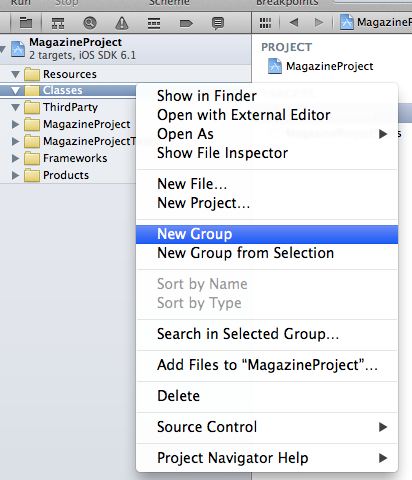 Run Stop Scheme Breakpoints
MagazineProject
MagazineProject
2 targets, iOS SDK 6.1
PROJECT
MagazineProject
Resources
Classes
ThirdParty
MagazineProject
MagazineProjectT
Frameworks
Products
Show in Finder
Open with External Editor
Open As
Show File Inspector
New File...
New Project...
New Group
New Group from Selection
Sort by Name
Sort by Type
Search in Selected Group...
Add Files to “MagazineProject”...
Delete
Source Control
Project Navigator Help